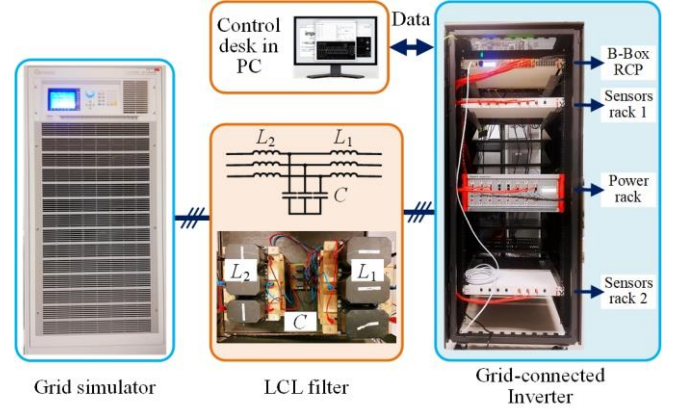 Control
desk in
PC
Data
B-Box
RCP
Sensors
rack 1
L₂ L₁
C
Power
rack
L₂ L₁
C
Sensors
rack 2
Grid simulator
LCL filter
Grid-connected
Inverter